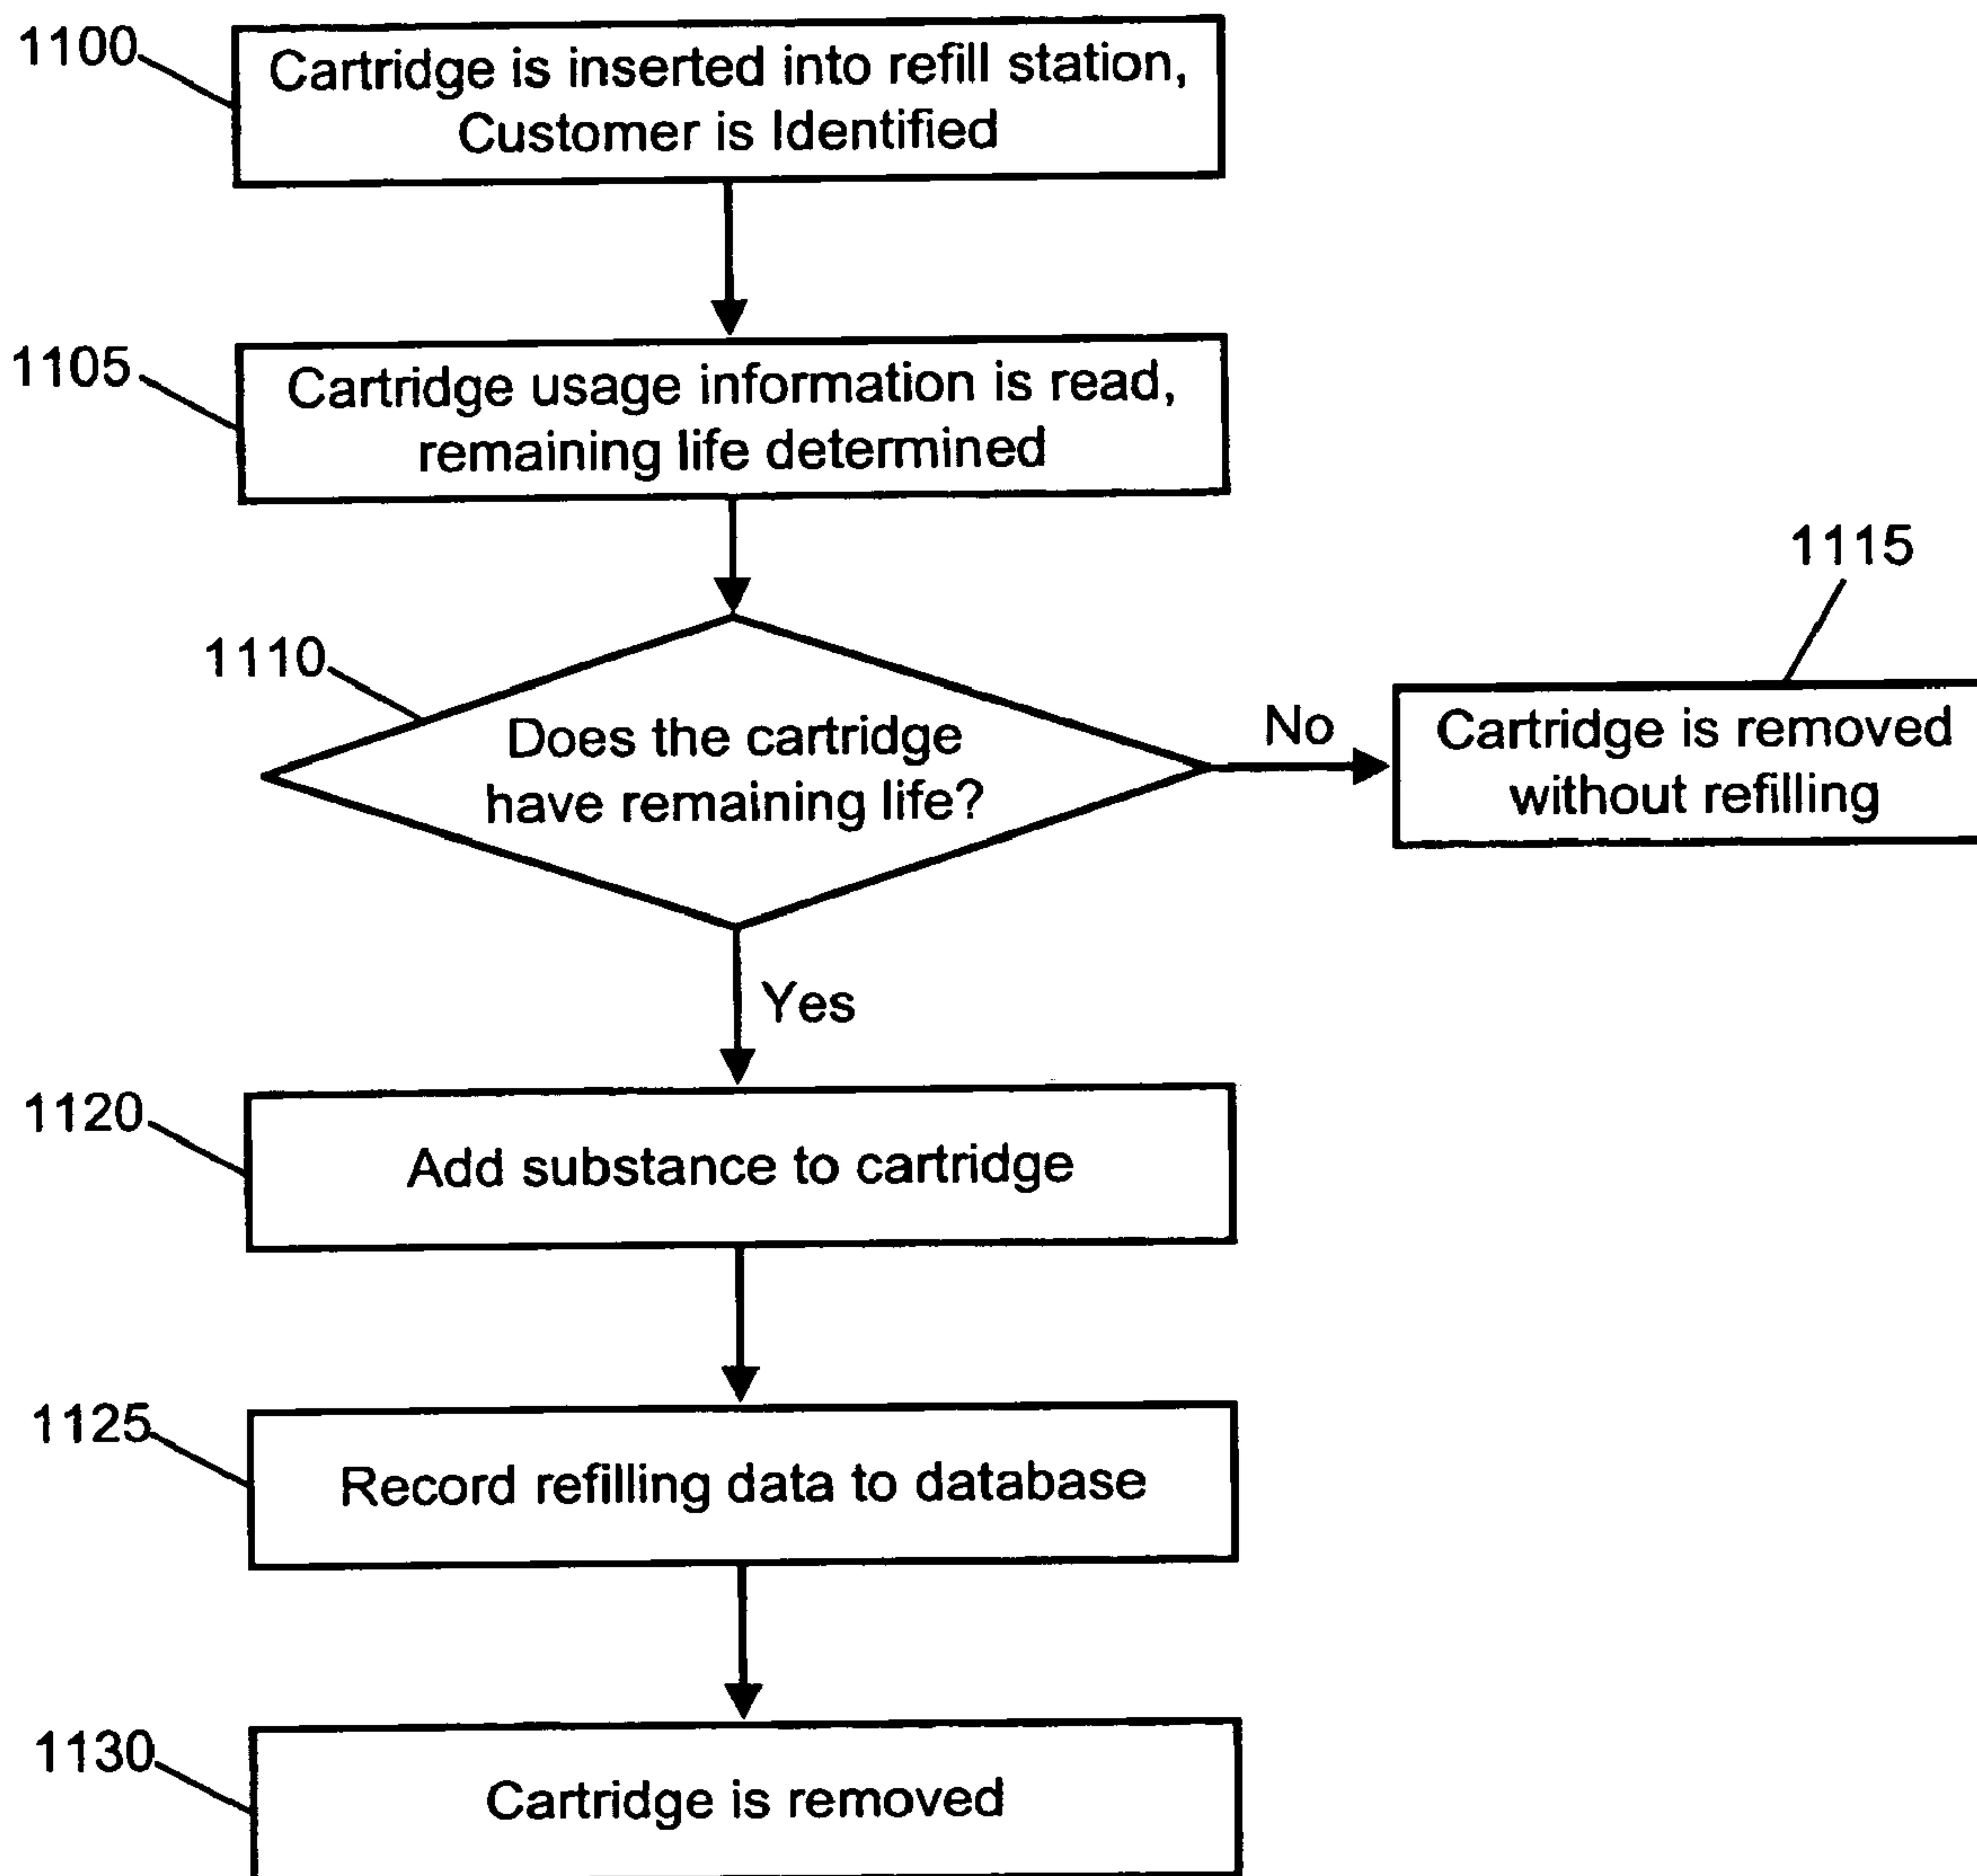 1100
Cartridge is inserted into refill station,
Customer is Identified
1105
Cartridge usage information is read,
remaining life determined
1110
Does the cartridge
have remaining life?
No
1115
Cartridge is removed
without refilling
Yes
1120
Add substance to cartridge
1125
Record refilling data to database
1130
Cartridge is removed